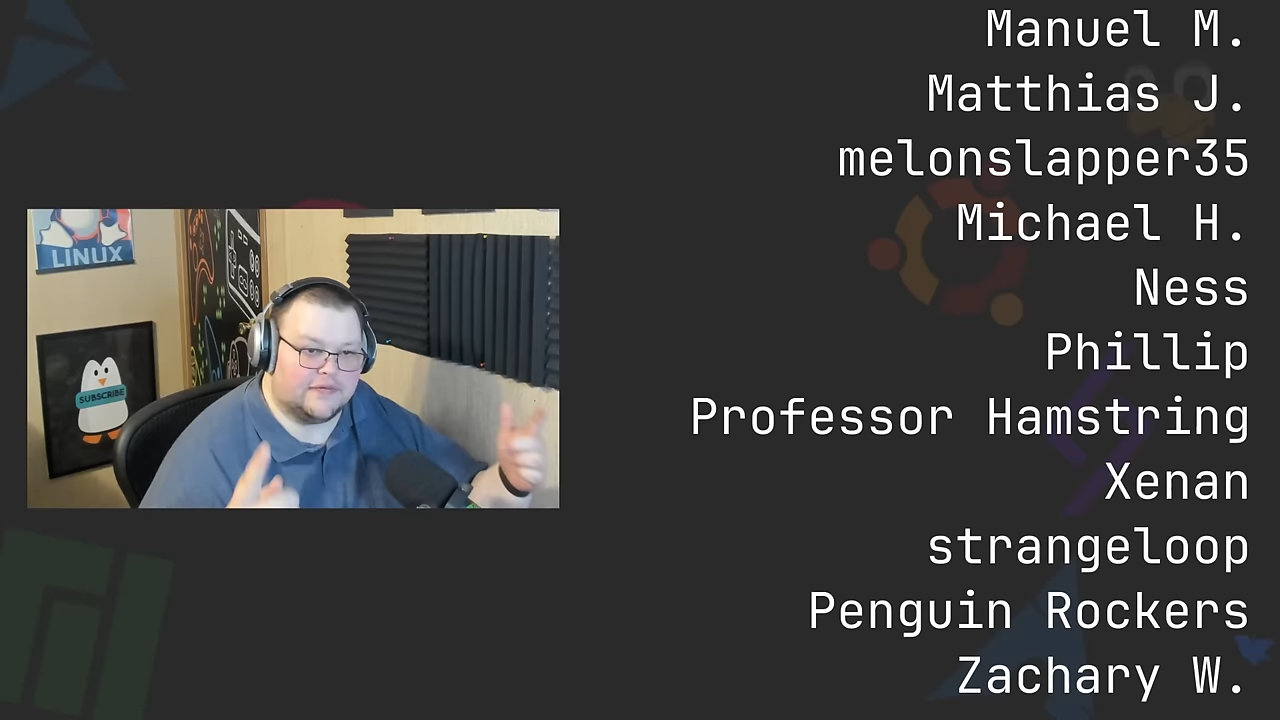 Manuel M.
Matthias J.
melonslapper35
Michael H.
Ness
Phillip
Professor Hamstring
Xenan
strangeloop
Penguin Rockers
Zachary W.
LINUX
SUBSCRIBE